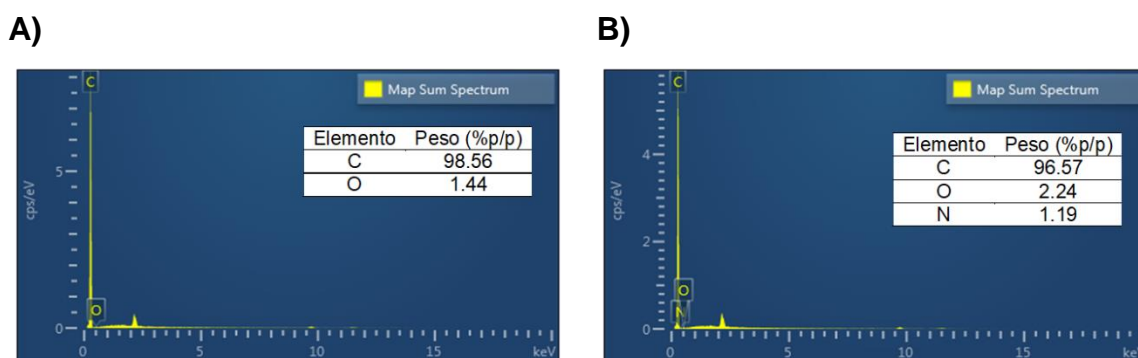 A)
B)
C
Map Sum Spectrum
Elemento Peso (%p/p)
C 98.56
O 1.44
5
cps/eV
O
0
0 5 10 15 keV
C
Map Sum Spectrum
Elemento Peso (%p/p)
C 96.57
O 2.24
N 1.19
4
cps/eV
2
O
N
0
0 5 10 15 keV